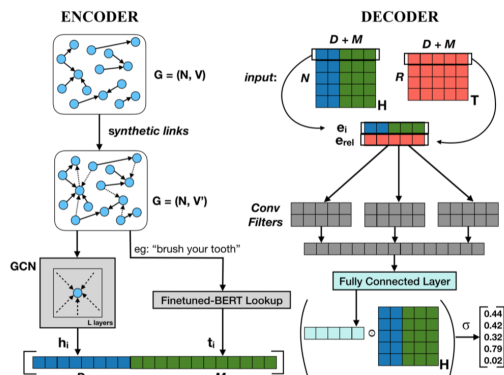 ENCODER
G = (N, V)
synthetic links
G = (N, V')
eg: "brush your tooth"
GCN
L layers
Finetuned-BERT Lookup
hi
ti
DECODER
D + M
D + M
input:
N
R
H
T
ei
erel
Conv
Filters
Fully Connected Layer
H
σ
0.44
0.42
0.32
0.79
0.02